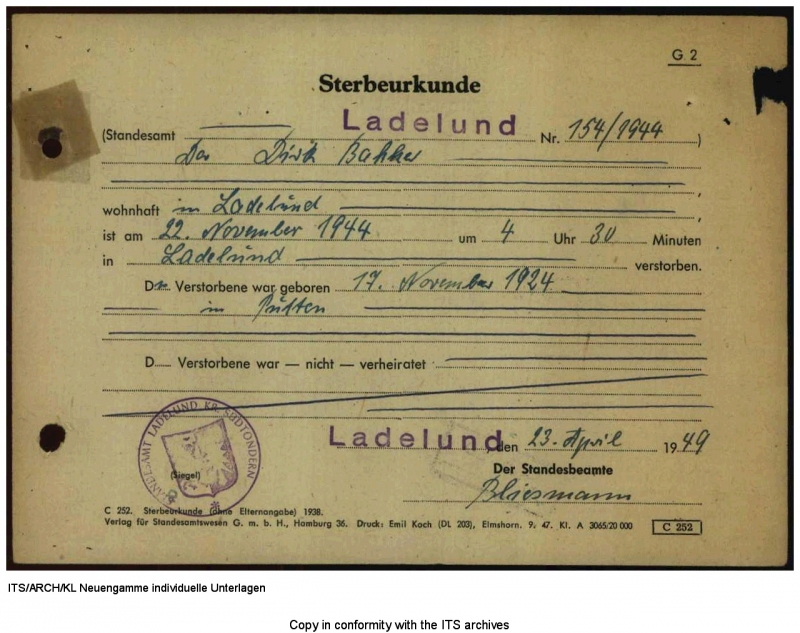 G 2
Sterbeurkunde
(Standesamt Ladelund Nr. 154/1944)
Der Dirk Bakker
wohnhaft in Ladelund
ist am 22. November 1944 um 4 Uhr 30 Minuten
in Ladelund verstorben.
Der Verstorbene war geboren 17. November 1924
in Putten
D Verstorbene war — nicht — verheiratet
STANDESAMT LADELUND KR. SÜDTONDERN
(Siegel)
Ladelund, den 23. April 1949
Der Standesbeamte
Bliesmann
C 252. Sterbeurkunde (ohne Elternangabe) 1938.
Verlag für Standesamtswesen G. m. b. H., Hamburg 36. Druck: Emil Koch (DL 203), Elmshorn. 9. 47. Kl. A 3065/20 000 C 252
ITS/ARCH/KL Neuengamme individuelle Unterlagen
Copy in conformity with the ITS archives